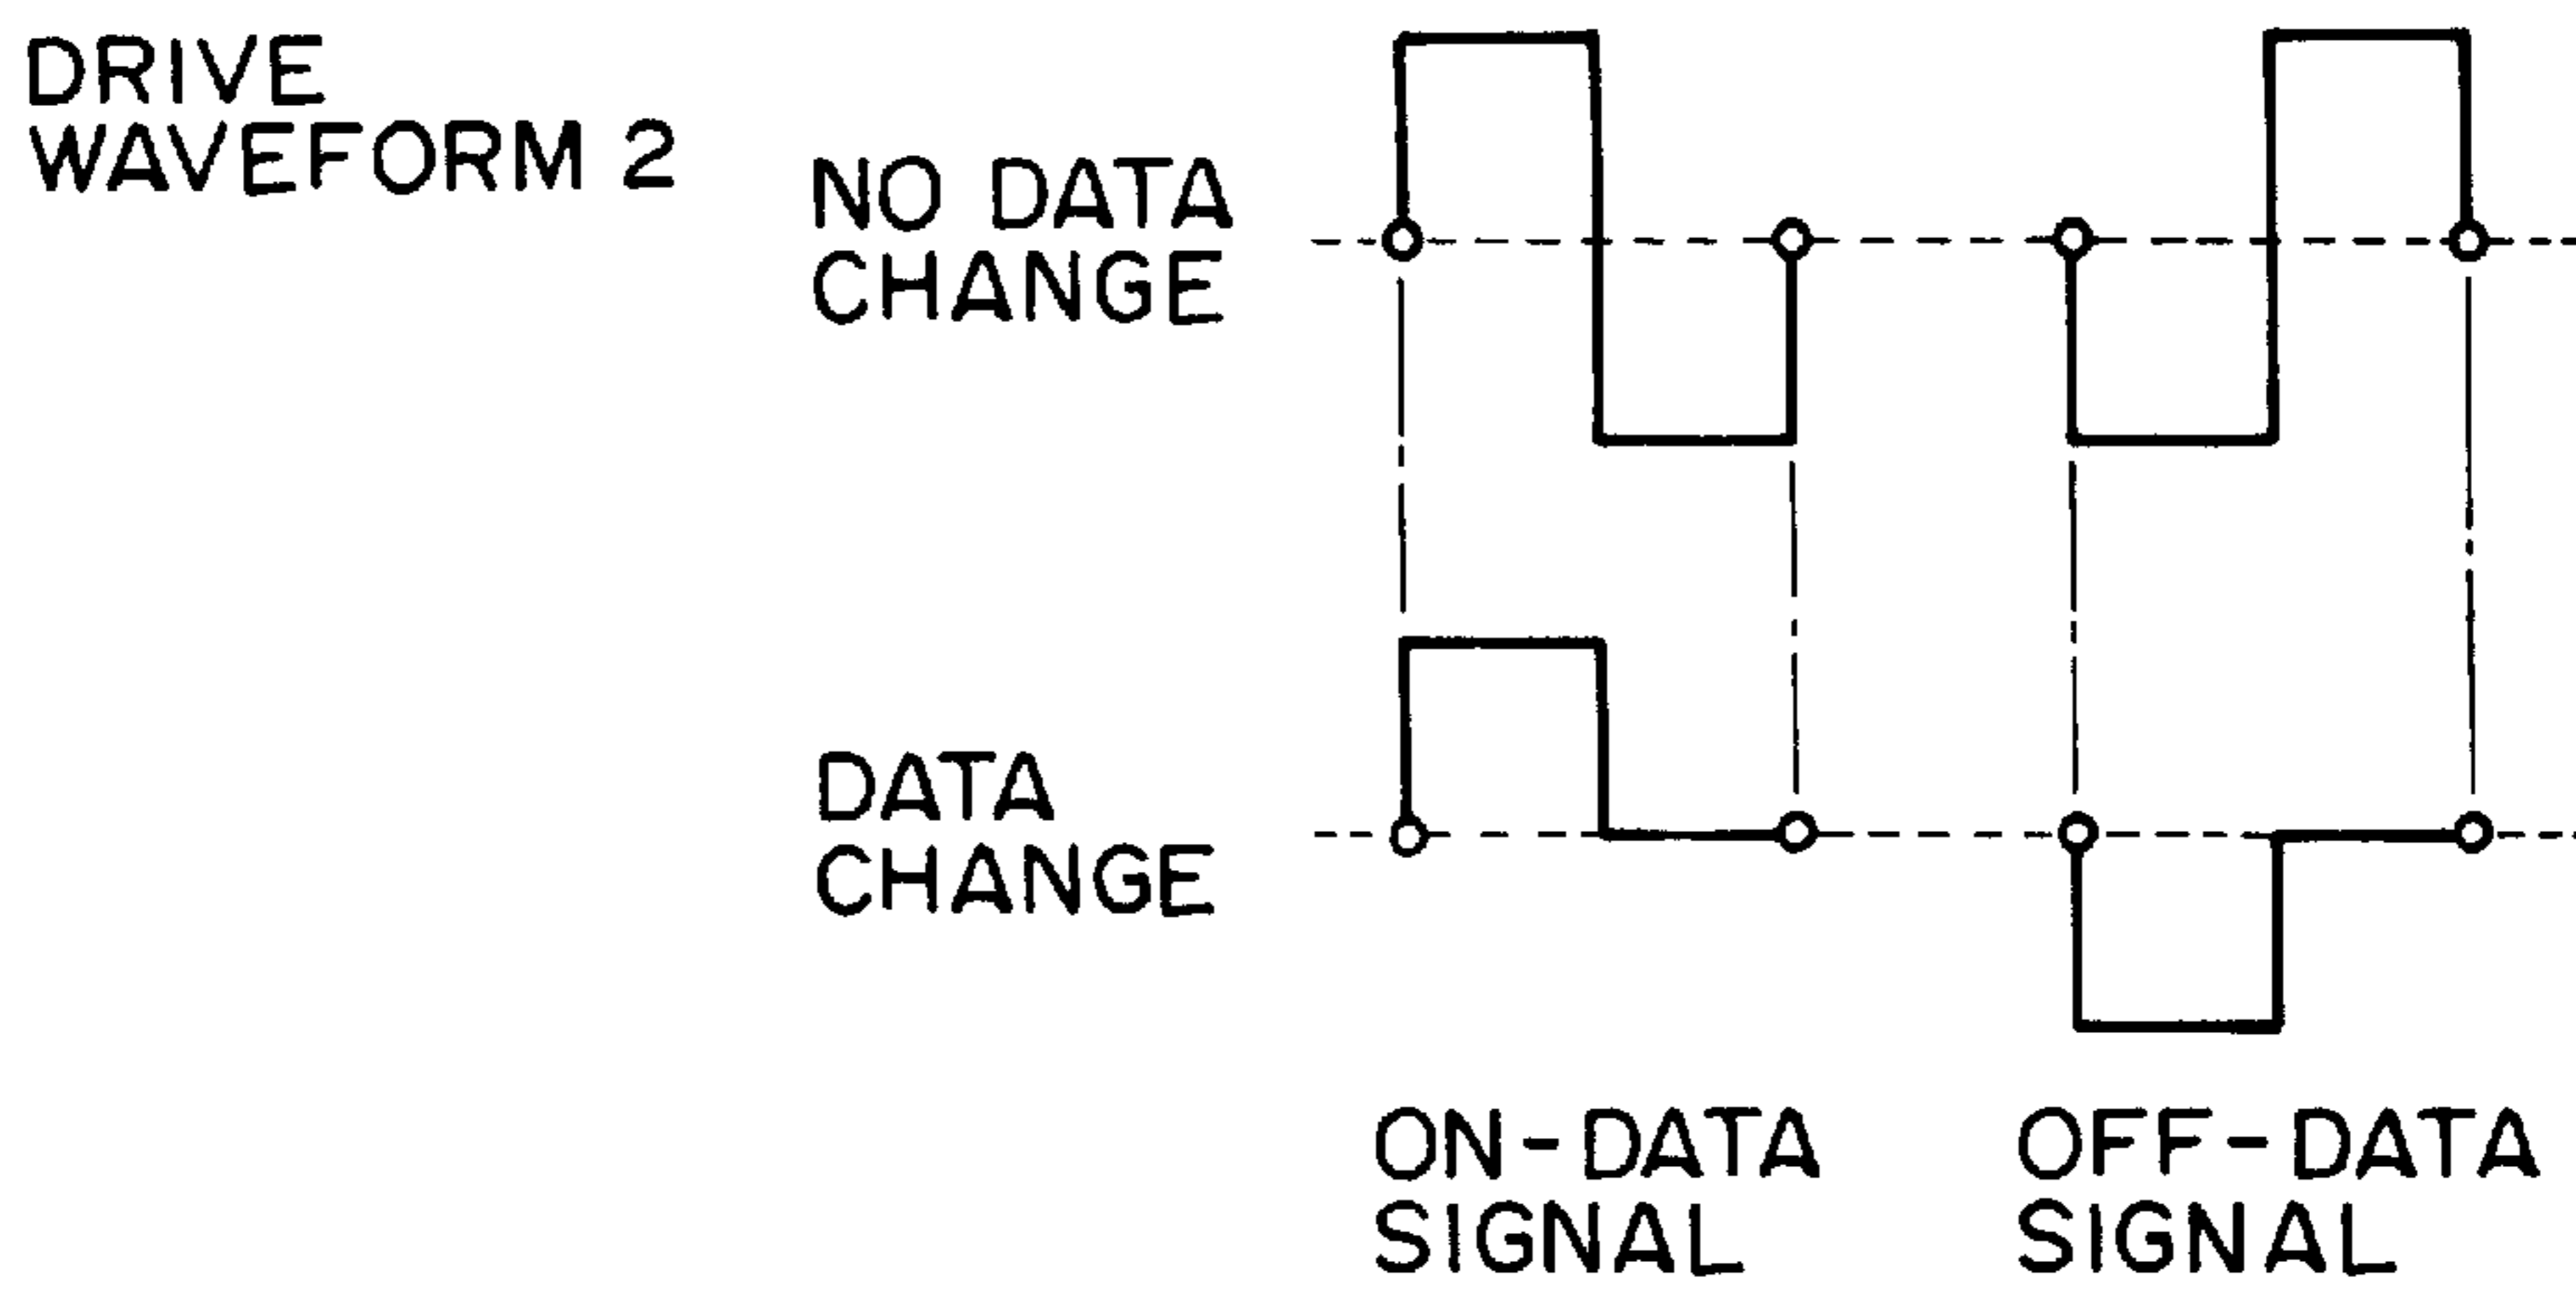 DRIVE
WAVEFORM 2
NO DATA
CHANGE
DATA
CHANGE
ON-DATA
SIGNAL
OFF-DATA
SIGNAL